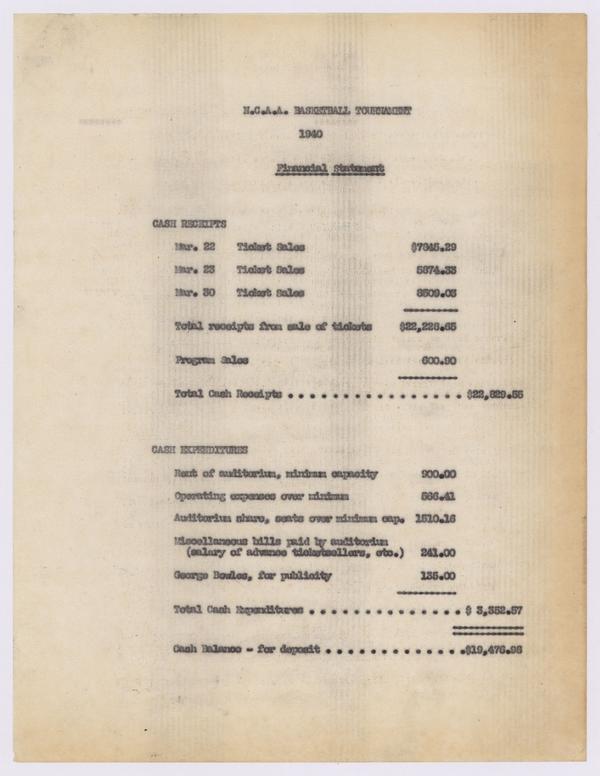 N.C.A.A. BASKETBALL TOURNAMENT
1940
Financial Statement
CASH RECEIPTS
Mar. 22 Ticket Sales $7845.29
Mar. 23 Ticket Sales 5874.33
Mar. 30 Ticket Sales 8509.03
Total receipts from sale of tickets $22,228.65
Program Sales 600.90
Total Cash Receipts . . . . . . . . . . . . . . . . $22,829.55
CASH EXPENDITURES
Rent of auditorium, minimum capacity 900.00
Operating expenses over minimum 566.41
Auditorium share, seats over minimum cap. 1510.16
Miscellaneous bills paid by auditorium
(salary of advance ticketsellers, etc.) 241.00
George Bowles, for publicity 135.00
Total Cash Expenditures . . . . . . . . . . . . . . $ 3,352.57
Cash Balance - for deposit . . . . . . . . . . . . .$19,476.98